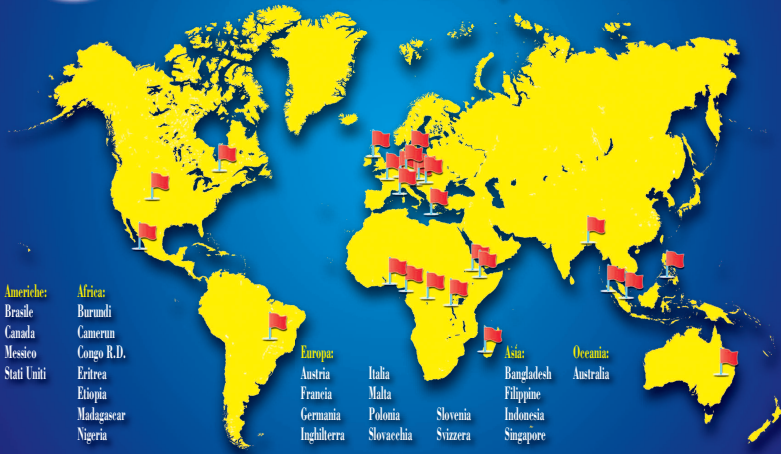 Americhe:
Brasile
Canada
Messico
Stati Uniti
Africa:
Burundi
Camerun
Congo R.D.
Eritrea
Etiopia
Madagascar
Nigeria
Europa:
Austria
Francia
Germania
Inghilterra
Italia
Malta
Polonia
Slovacchia
Slovenia
Svizzera
Asia:
Bangladesh
Filippine
Indonesia
Singapore
Oceania:
Australia